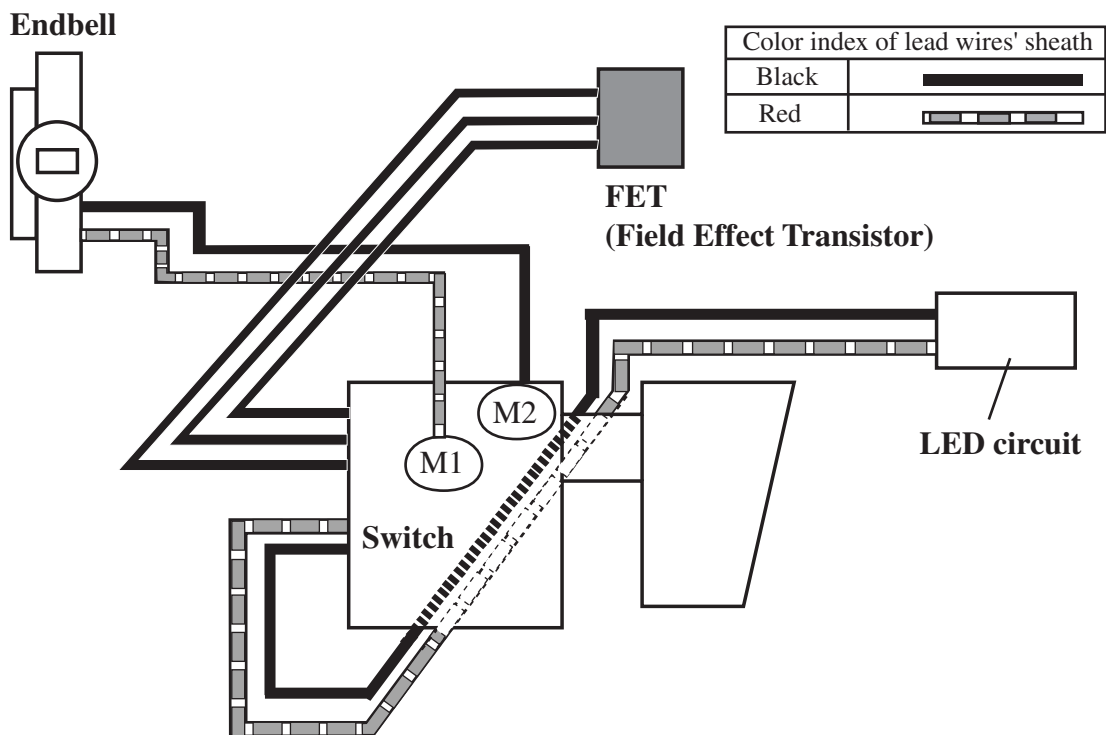 Endbell
Color index of lead wires' sheath
Black
Red
FET
(Field Effect Transistor)
M2
M1
LED circuit
Switch